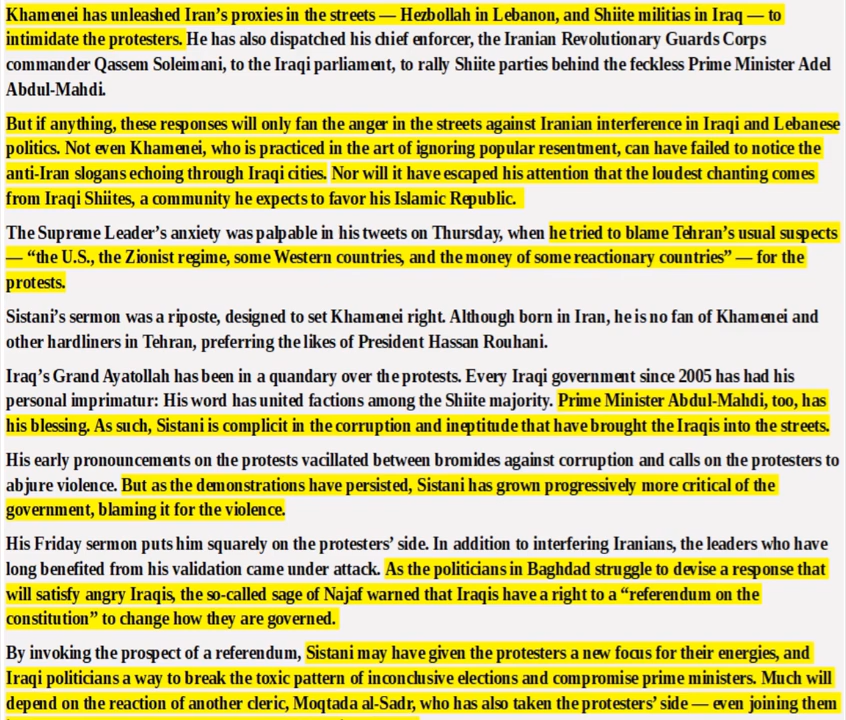 Khamenei has unleashed Iran's proxies in the streets — Hezbollah in Lebanon, and Shiite militias in Iraq — to
intimidate the protesters. He has also dispatched his chief enforcer, the Iranian Revolutionary Guards Corps
commander Qassem Soleimani, to the Iraqi parliament, to rally Shiite parties behind the feckless Prime Minister Adel
Abdul-Mahdi.
But if anything, these responses will only fan the anger in the streets against Iranian interference in Iraqi and Lebanese
politics. Not even Khamenei, who is practiced in the art of ignoring popular resentment, can have failed to notice the
anti-Iran slogans echoing through Iraqi cities. Nor will it have escaped his attention that the loudest chanting comes
from Iraqi Shiites, a community he expects to favor his Islamic Republic.
The Supreme Leader's anxiety was palpable in his tweets on Thursday, when he tried to blame Tehran's usual suspects
— “the U.S., the Zionist regime, some Western countries, and the money of some reactionary countries” — for the
protests.
Sistani's sermon was a riposte, designed to set Khamenei right. Although born in Iran, he is no fan of Khamenei and
other hardliners in Tehran, preferring the likes of President Hassan Rouhani.
Iraq's Grand Ayatollah has been in a quandary over the protests. Every Iraqi government since 2005 has had his
personal imprimatur: His word has united factions among the Shiite majority. Prime Minister Abdul-Mahdi, too, has
his blessing. As such, Sistani is complicit in the corruption and ineptitude that have brought the Iraqis into the streets.
His early pronouncements on the protests vacillated between bromides against corruption and calls on the protesters to
abjure violence. But as the demonstrations have persisted, Sistani has grown progressively more critical of the
government, blaming it for the violence.
His Friday sermon puts him squarely on the protesters' side. In addition to interfering Iranians, the leaders who have
long benefited from his validation came under attack. As the politicians in Baghdad struggle to devise a response that
will satisfy angry Iraqis, the so-called sage of Najaf warned that Iraqis have a right to a “referendum on the
constitution” to change how they are governed.
By invoking the prospect of a referendum, Sistani may have given the protesters a new focus for their energies, and
Iraqi politicians a way to break the toxic pattern of inconclusive elections and compromise prime ministers. Much will
depend on the reaction of another cleric, Moqtada al-Sadr, who has also taken the protesters' side — even joining them